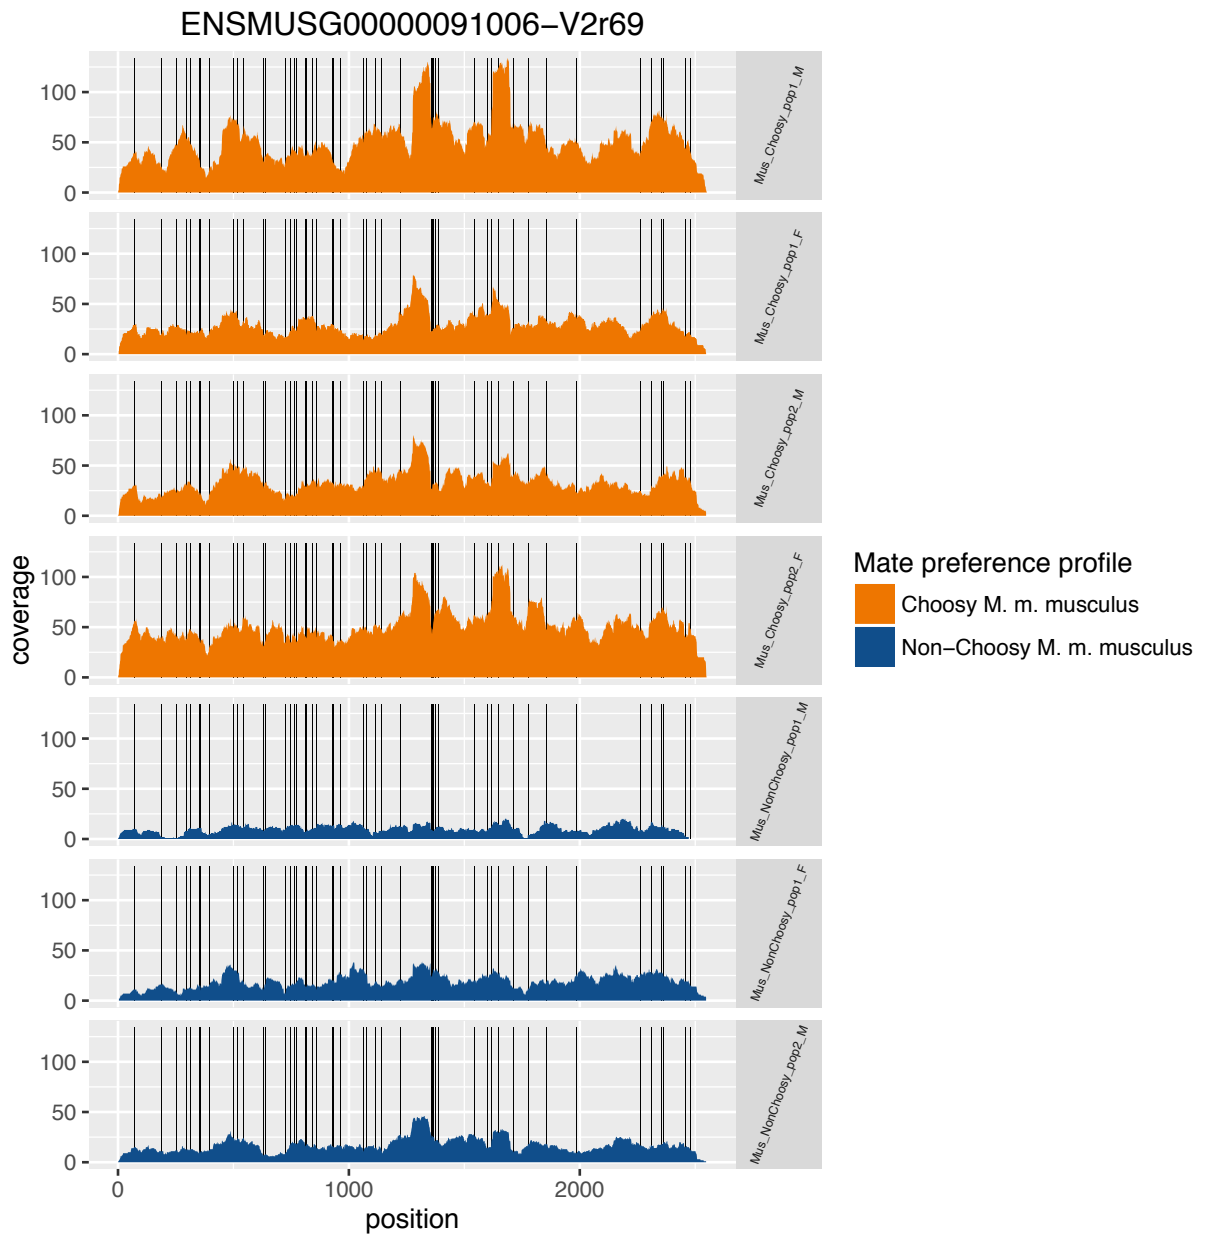 ENSMUSG00000091006−V2r69
100
50
0
Mus_Choosy_pop1_M
100
50
0
Mus_Choosy_pop1_F
100
50
0
Mus_Choosy_pop2_M
100
50
0
Mus_Choosy_pop2_F
100
50
0
Mus_NonChoosy_pop1_M
100
50
0
Mus_NonChoosy_pop1_F
100
50
0
Mus_NonChoosy_pop2_M
coverage
0 1000 2000
position
Mate preference profile
Choosy M. m. musculus
Non−Choosy M. m. musculus